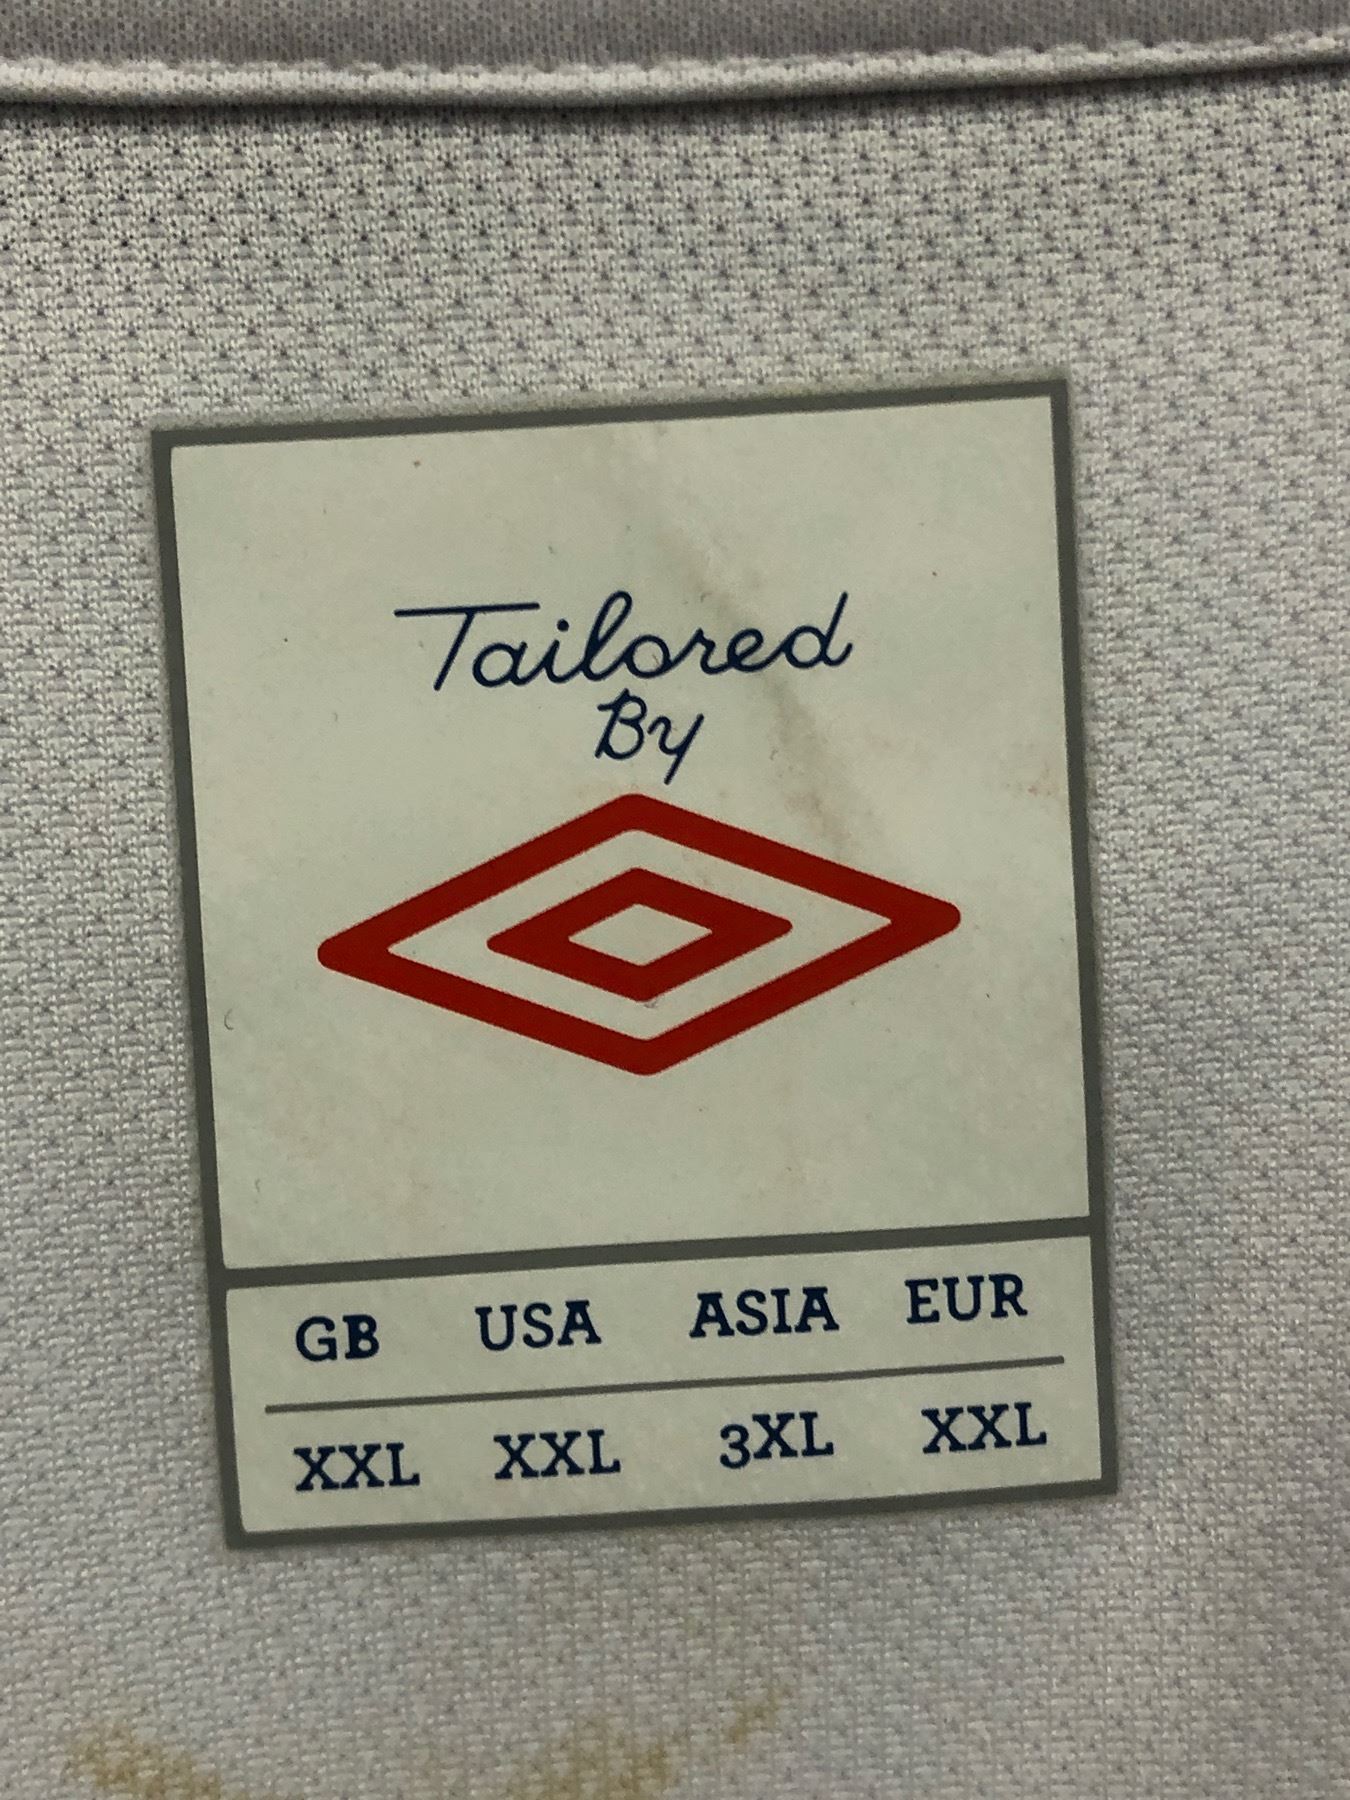 Tailored
By
GB USA ASIA EUR
XXL XXL 3XL XXL